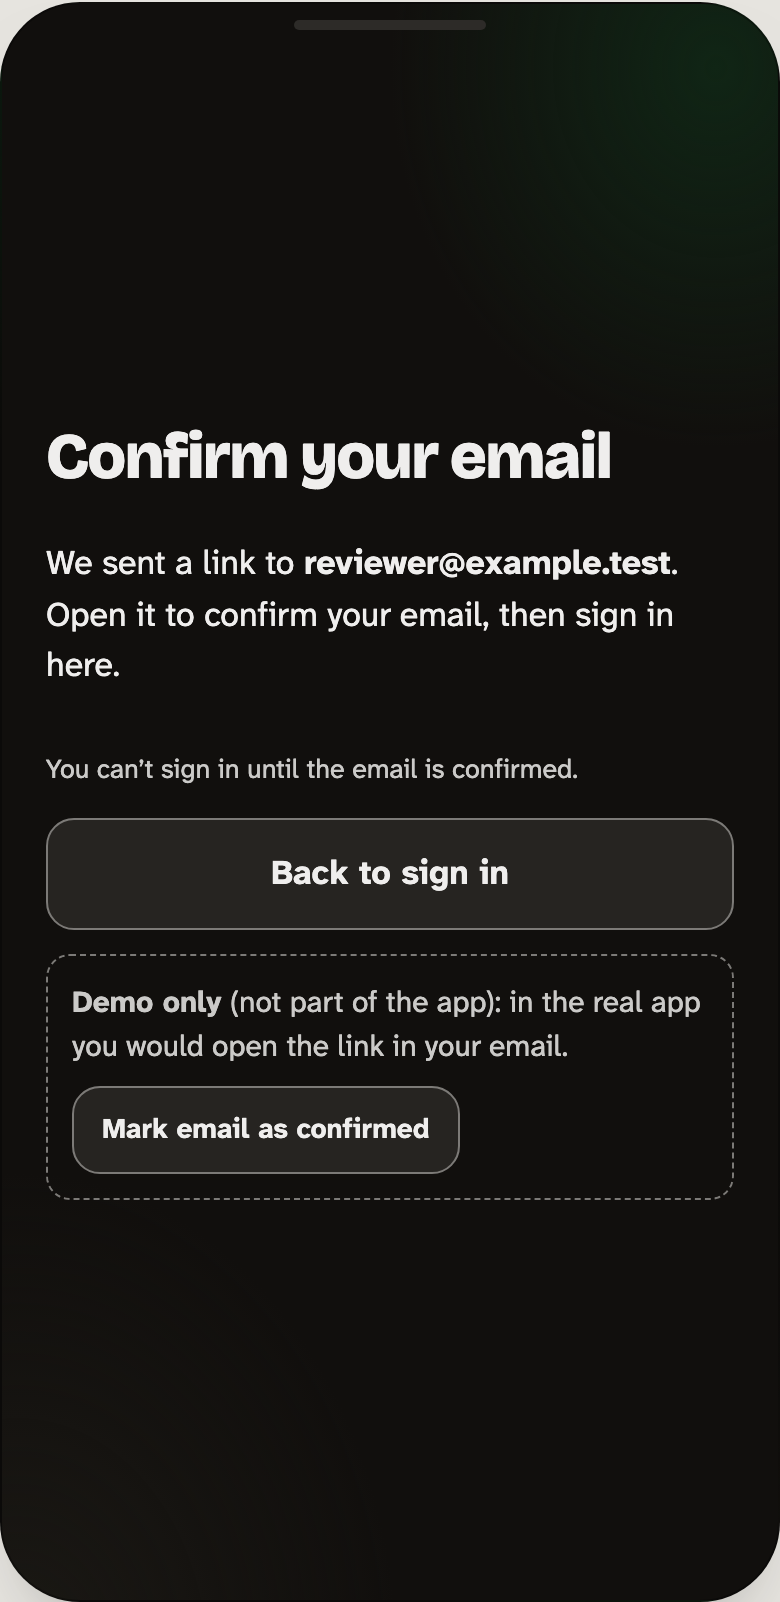 Confirm your email
We sent a link to reviewer@example.test.
Open it to confirm your email, then sign in
here.
You can’t sign in until the email is confirmed.
Back to sign in
Demo only (not part of the app): in the real app
you would open the link in your email.
Mark email as confirmed